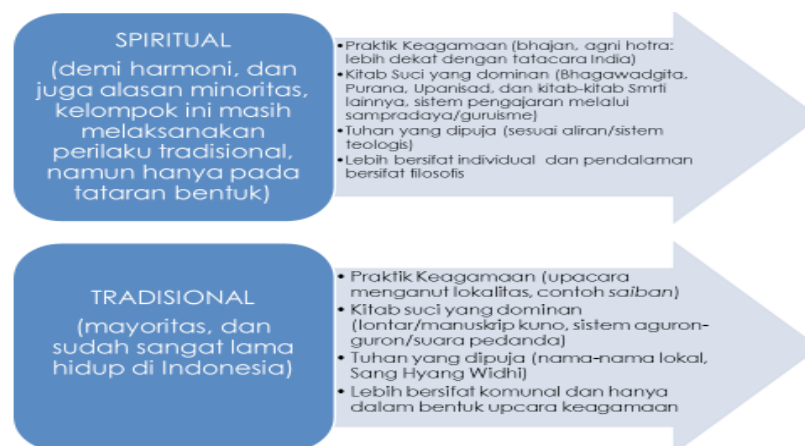 SPIRITUAL
(demi harmoni, dan
juga alasan minoritas,
kelompok ini masih
melaksanakan
perilaku tradisional,
namun hanya pada
tataran bentuk)
•Praktik Keagamaan (bhajan, agni hotra:
lebih dekat dengan tatacara India)
•Kitab Suci yang dominan (Bhagawadgita,
Purana, Upanisad, dan kitab-kitab Smrti
lainnya, sistem pengajaran melalui
sampradaya/guruisme)
•Tuhan yang dipuja (sesuai aliran/sistem
teologis)
•Lebih bersifat individual dan pendalaman
bersifat filosofis
TRADISIONAL
(mayoritas, dan
sudah sangat lama
hidup di Indonesia)
• Praktik Keagamaan (upacara
menganut lokalitas, contoh saiban)
• Kitab suci yang dominan
(lontar/manuskrip kuno, sistem aguron-
guron/suara pedanda)
• Tuhan yang dipuja (nama-nama lokal,
Sang Hyang Widhi)
• Lebih bersifat komunal dan hanya
dalam bentuk upcara keagamaan